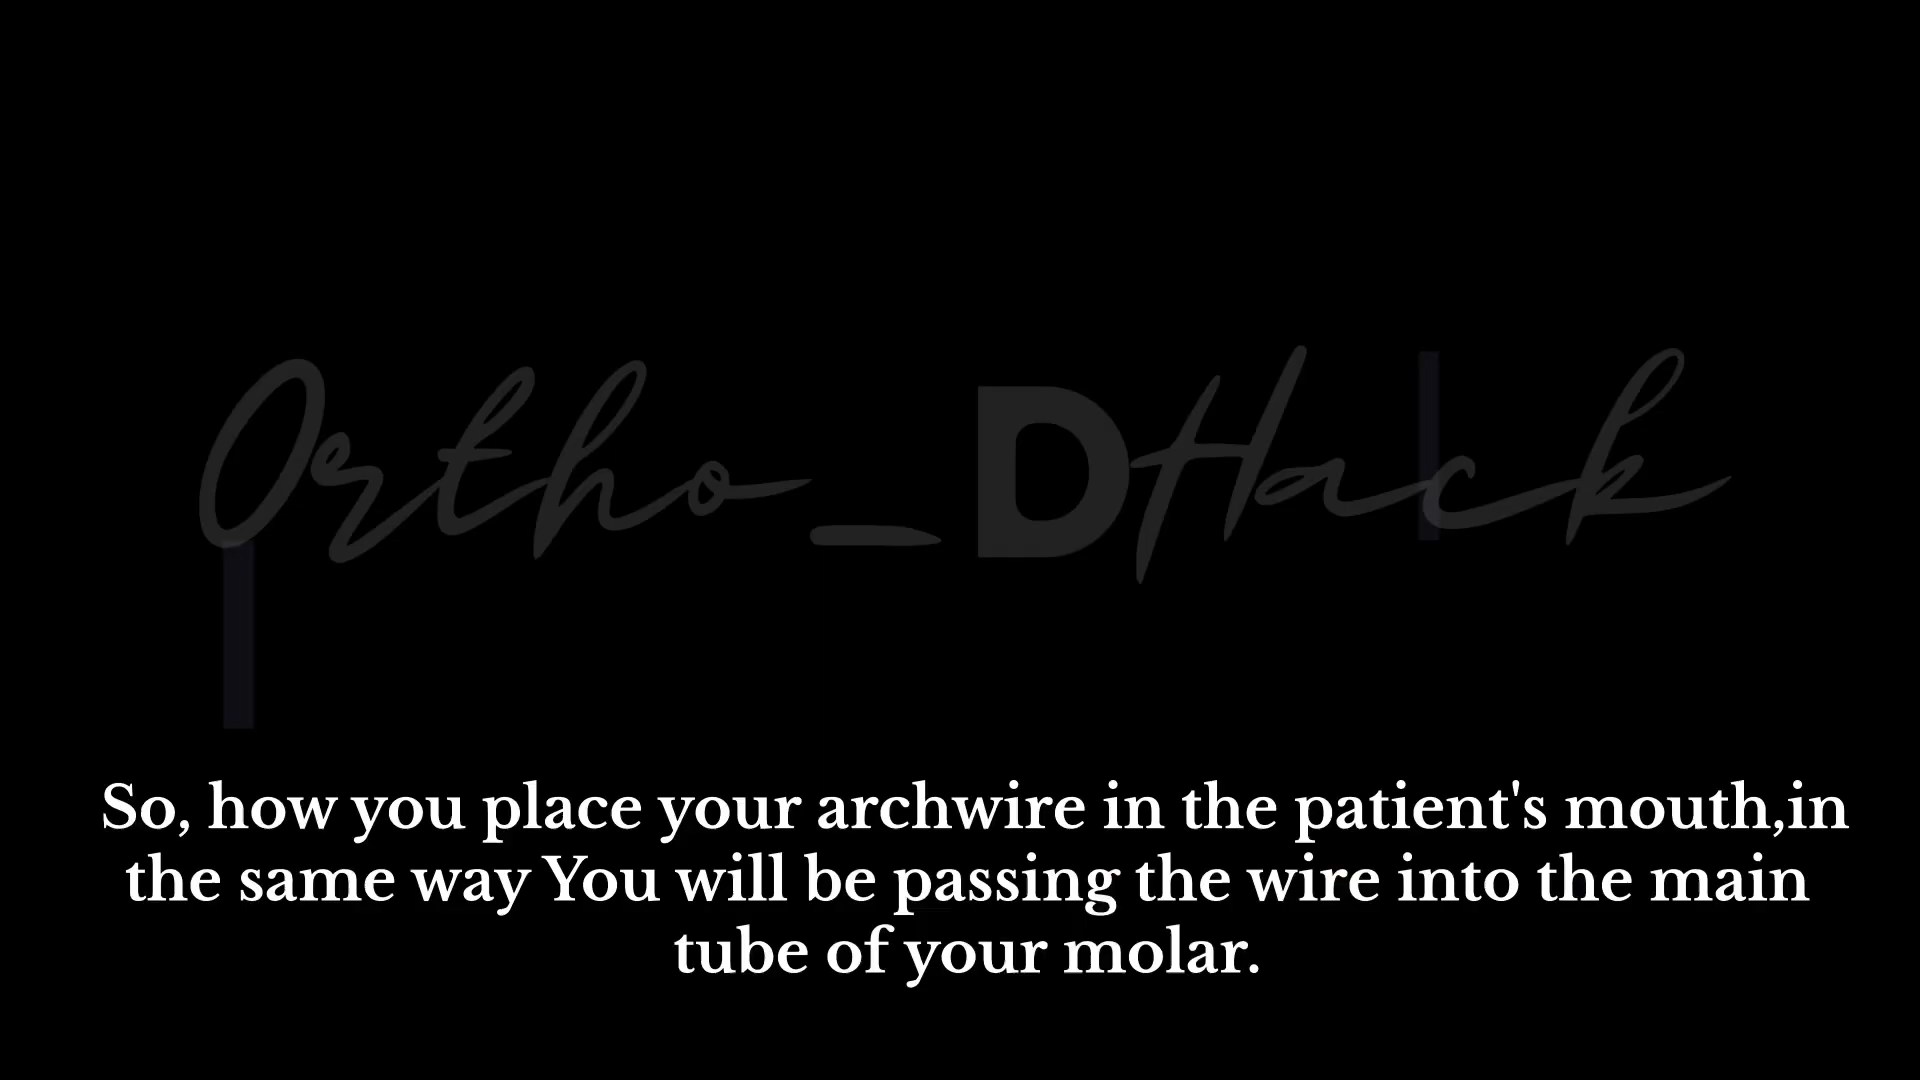 Ortho_DHack
So, how you place your archwire in the patient's mouth,in
the same way You will be passing the wire into the main
tube of your molar.